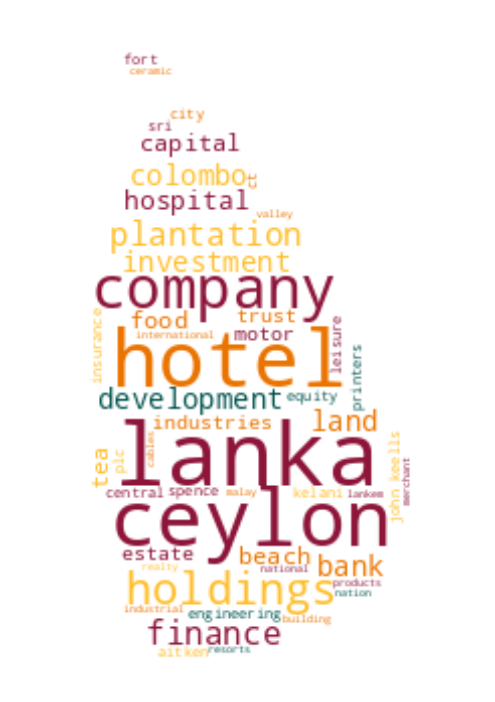 fort
ceramic
city
sri
capital
colombo
ct
hospital
valley
plantation
investment
company
food
trust
international
motor
insurance
hotel
leisure
printers
development
equity
industries
land
lanka
tea
plc
cables
john keells
merchant
central
spence
malay
kelani
lankem
ceylon
estate
beach
bank
realty
national
products
holdings
nation
industrial
engineering
building
finance
aitken
resorts